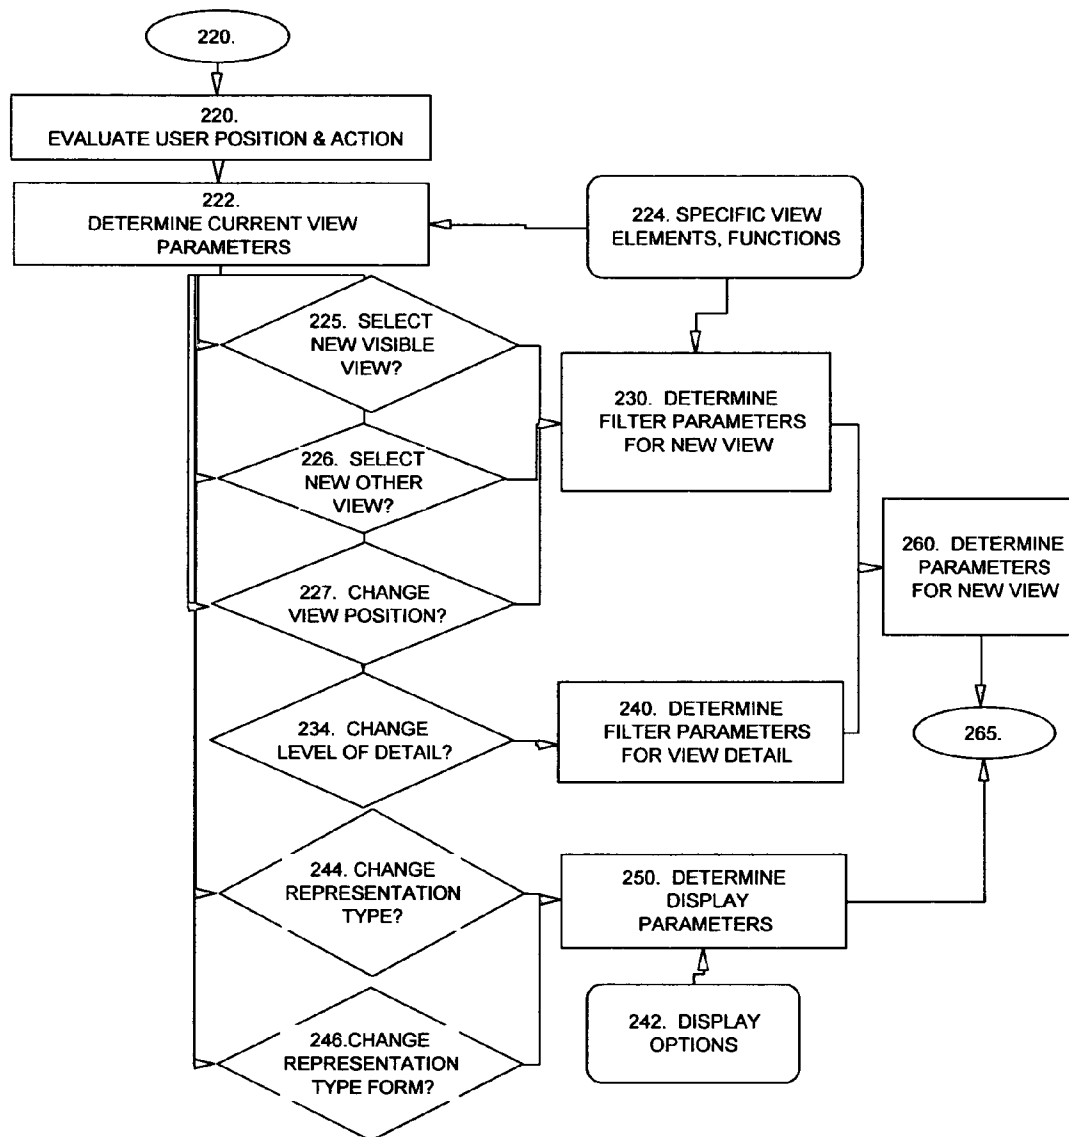 220.
220.
EVALUATE USER POSITION & ACTION
222.
DETERMINE CURRENT VIEW
PARAMETERS
224. SPECIFIC VIEW
ELEMENTS, FUNCTIONS
225. SELECT
NEW VISIBLE
VIEW?
226. SELECT
NEW OTHER
VIEW?
230. DETERMINE
FILTER PARAMETERS
FOR NEW VIEW
227. CHANGE
VIEW POSITION?
260. DETERMINE
PARAMETERS
FOR NEW VIEW
234. CHANGE
LEVEL OF DETAIL?
240. DETERMINE
FILTER PARAMETERS
FOR VIEW DETAIL
265.
244. CHANGE
REPRESENTATION
TYPE?
250. DETERMINE
DISPLAY
PARAMETERS
246.CHANGE
REPRESENTATION
TYPE FORM?
242. DISPLAY
OPTIONS